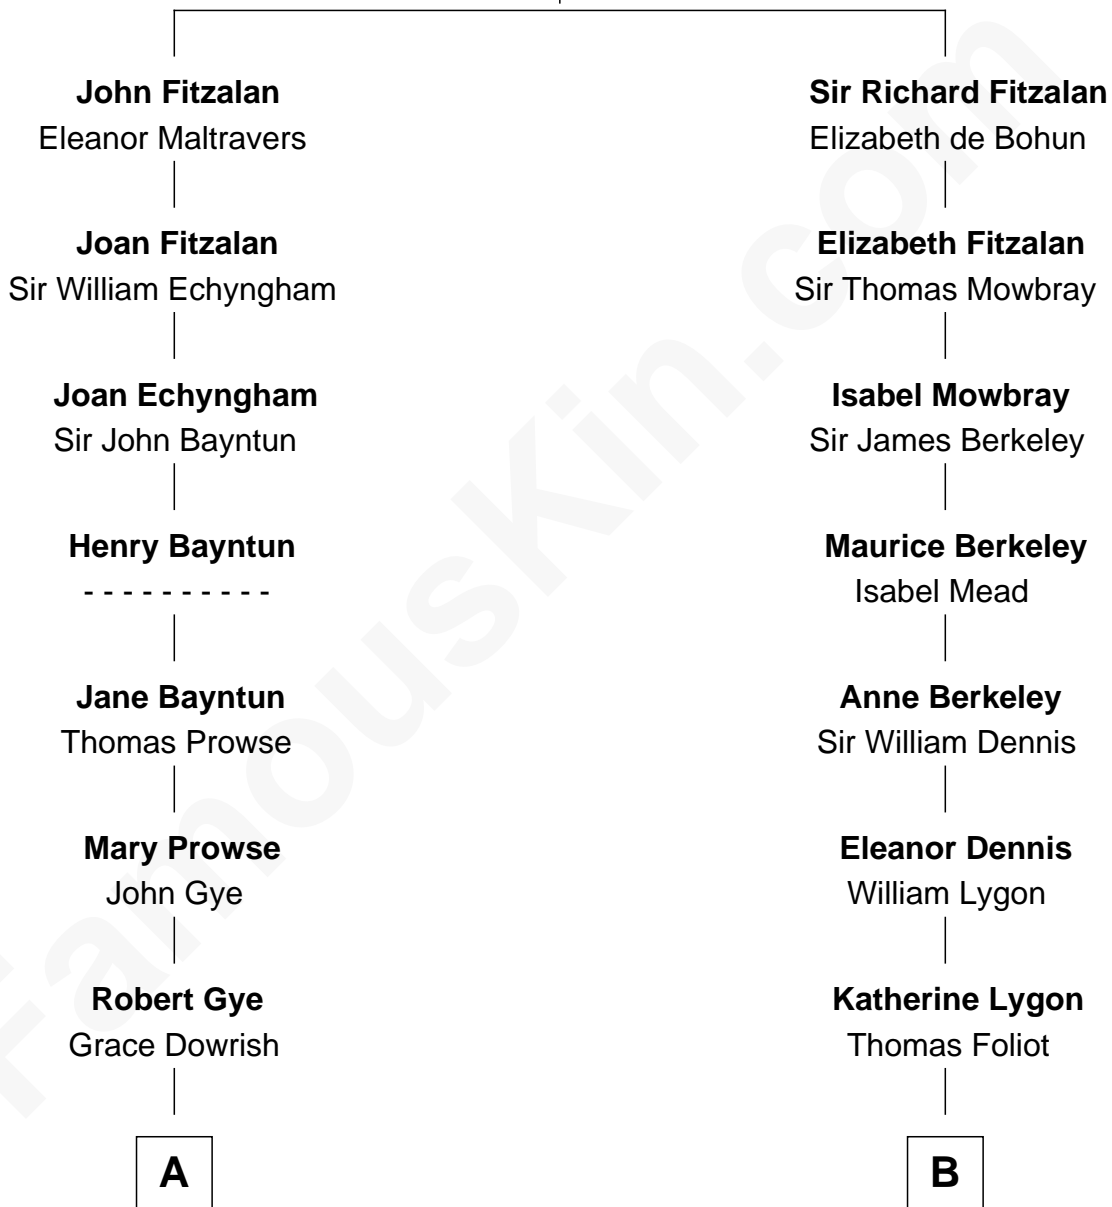 John Fitzalan
Eleanor Maltravers
Joan Fitzalan
Sir William Echyngham
Joan Echyngham
Sir John Bayntun
Henry Bayntun
- - - - - - - - - -
Jane Bayntun
Thomas Prowse
Mary Prowse
John Gye
Robert Gye
Grace Dowrish
A
Sir Richard Fitzalan
Elizabeth de Bohun
Elizabeth Fitzalan
Sir Thomas Mowbray
Isabel Mowbray
Sir James Berkeley
Maurice Berkeley
Isabel Mead
Anne Berkeley
Sir William Dennis
Eleanor Dennis
William Lygon
Katherine Lygon
Thomas Foliot
B
FamousKin.com